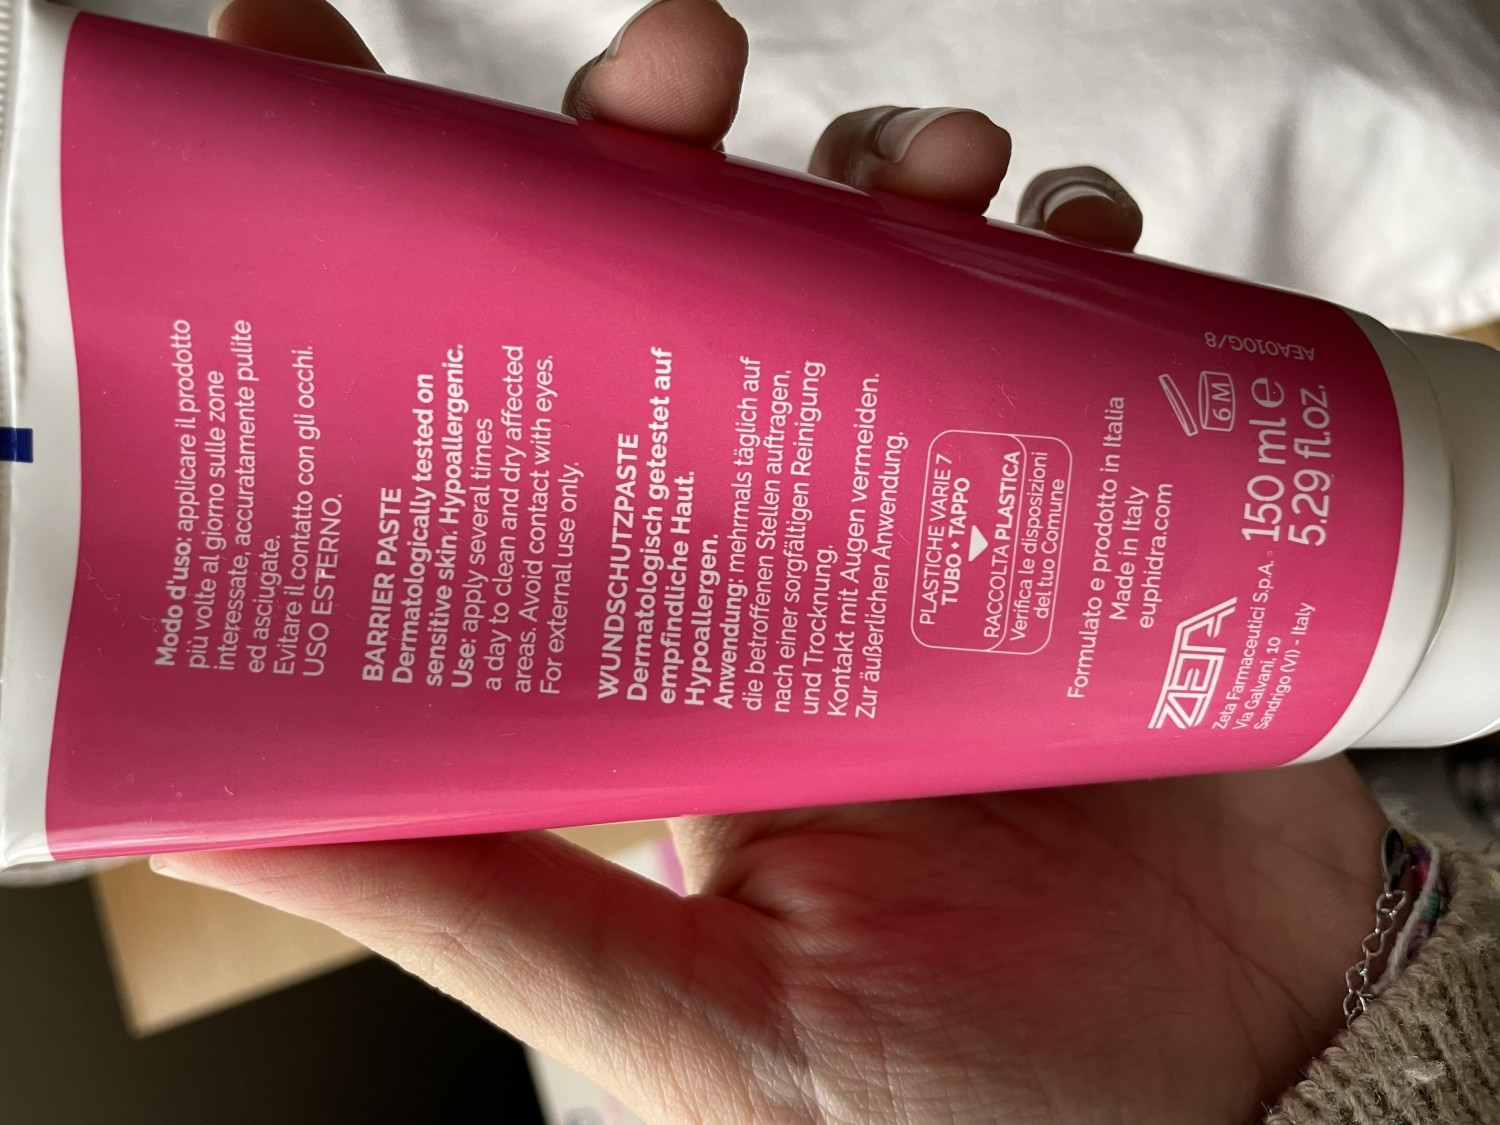 Modo d'uso: applicare il prodotto
più volte al giorno sulle zone
interessate, accuratamente pulite
ed asciugate.
Evitare il contatto con gli occhi.
USO ESTERNO.
BARRIER PASTE
Dermatologically tested on
sensitive skin. Hypoallergenic.
Use: apply several times
a day to clean and dry affected
areas. Avoid contact with eyes.
For external use only.
WUNDSCHUTZPASTE
Dermatologisch getestet auf
empfindliche Haut.
Hypoallergen.
Anwendung: mehrmals täglich auf
die betroffenen Stellen auftragen,
nach einer sorgfältigen Reinigung
und Trocknung.
Kontakt mit Augen vermeiden.
Zur äußerlichen Anwendung.
PLASTICHE VARIE 7
TUBO • TAPPO
RACCOLTA PLASTICA
Verifica le disposizioni
del tuo Comune
Formulato e prodotto in Italia
Made in Italy
euphidra.com
ZETA
Zeta Farmaceutici S.p.A.
Via Galvani, 10
Sandrigo (VI) - Italy
6 M
150 ml e
5.29 fl.oz.
AEA010G/8